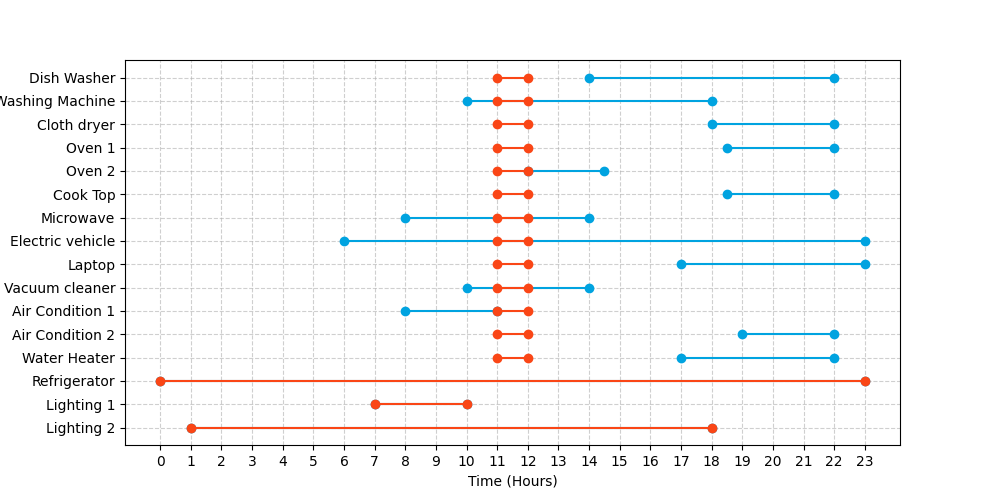 Dish Washer
Washing Machine
Cloth dryer
Oven 1
Oven 2
Cook Top
Microwave
Electric vehicle
Laptop
Vacuum cleaner
Air Condition 1
Air Condition 2
Water Heater
Refrigerator
Lighting 1
Lighting 2
0 1 2 3 4 5 6 7 8 9 10 11 12 13 14 15 16 17 18 19 20 21 22 23
Time (Hours)